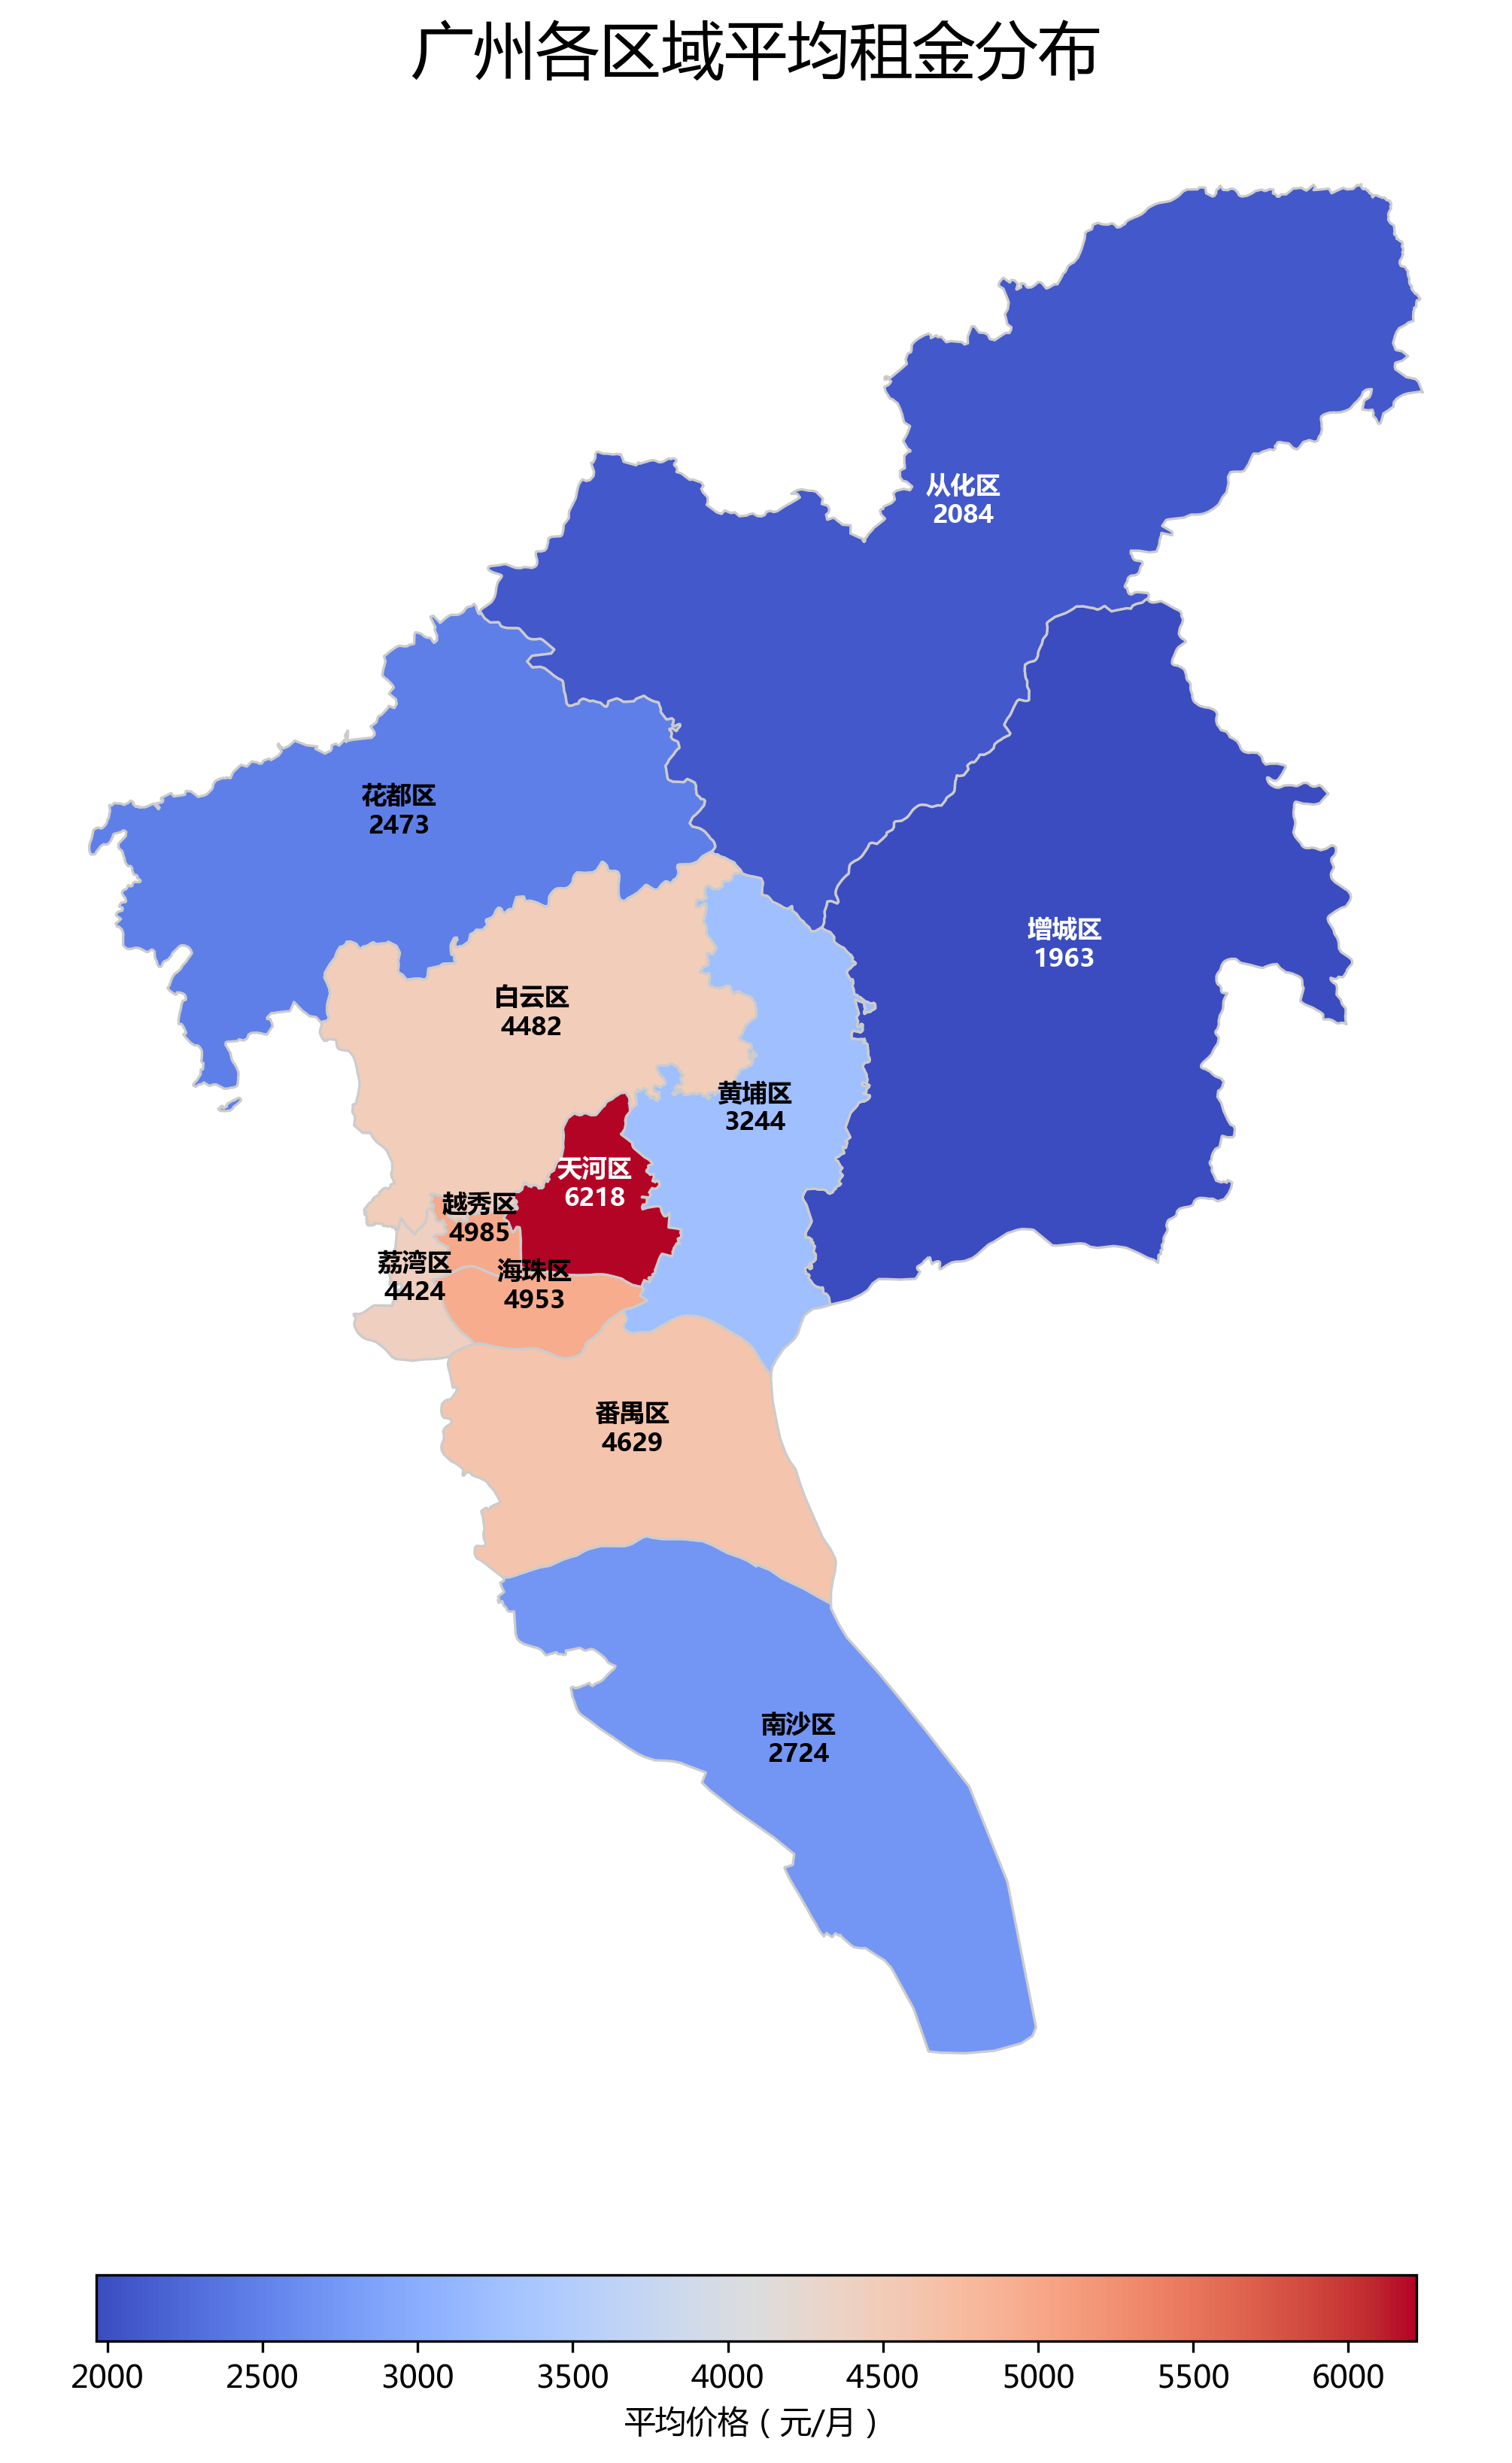 广州各区域平均租金分布
从化区
2084
花都区
2473
增城区
1963
白云区
4482
黄埔区
3244
天河区
6218
越秀区
4985
荔湾区
4424
海珠区
4953
番禺区
4629
南沙区
2724
2000 2500 3000 3500 4000 4500 5000 5500 6000
平均价格（元/月）